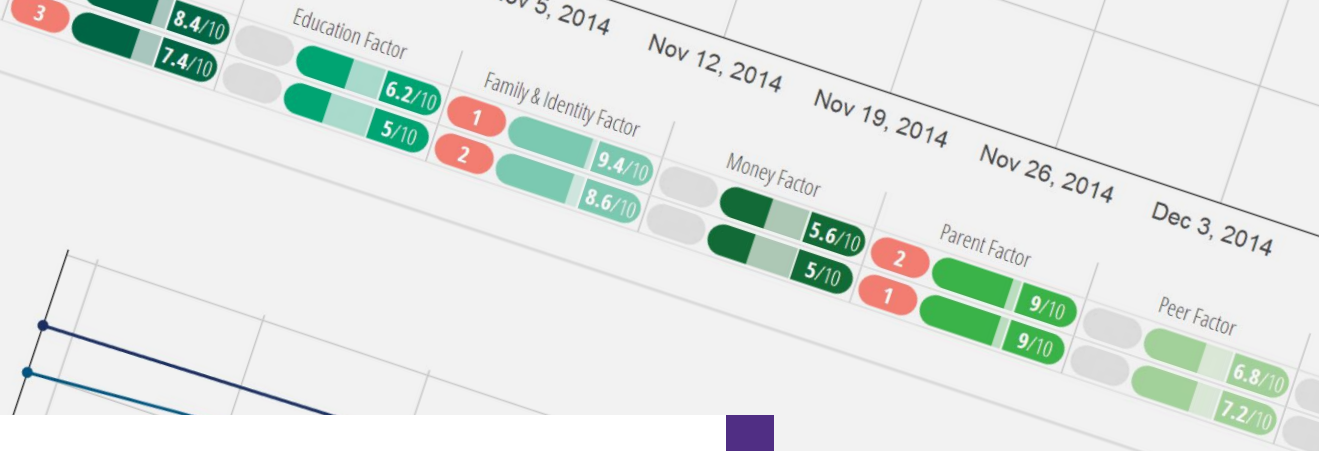 Nov 5, 2014
Nov 12, 2014
Nov 19, 2014
Nov 26, 2014
Dec 3, 2014
8.4/10
3
7.4/10
Education Factor
6.2/10
5/10
Family & Identity Factor
1
9.4/10
2
8.6/10
Money Factor
5.6/10
5/10
Parent Factor
2
9/10
1
9/10
Peer Factor
6.8/10
7.2/10